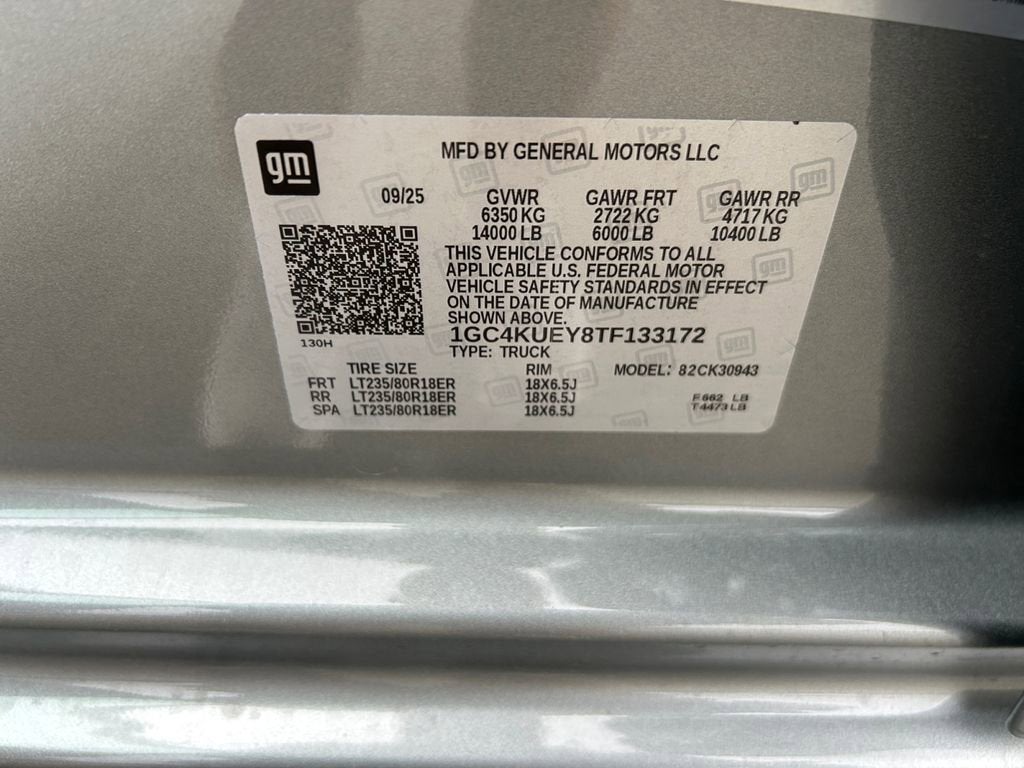 gm
MFD BY GENERAL MOTORS LLC
09/25 GVWR GAWR FRT GAWR RR
6350 KG 2722 KG 4717 KG
14000 LB 6000 LB 10400 LB
THIS VEHICLE CONFORMS TO ALL
APPLICABLE U.S. FEDERAL MOTOR
VEHICLE SAFETY STANDARDS IN EFFECT
ON THE DATE OF MANUFACTURE
SHOWN ABOVE.
130H
1GC4KUEY8TF133172
TYPE: TRUCK
TIRE SIZE RIM MODEL: 82CK30943
FRT LT235/80R18ER 18X6.5J
RR LT235/80R18ER 18X6.5J F 662 LB
SPA LT235/80R18ER 18X6.5J T 4473 LB